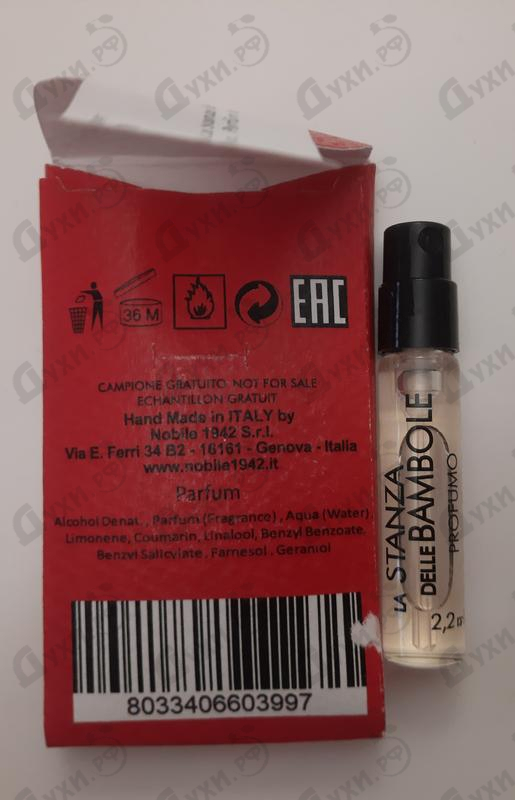 36 M
EAC
CAMPIONE GRATUITO NOT FOR SALE
ECHANTILLON GRATUIT
Hand Made in ITALY by
Nobile 1942 S.r.l.
Via E. Ferri 34 B2 - 16161 - Genova - Italia
www.nobile1942.it
Parfum
Alcohol Denat. , Parfum (Fragrance) , Aqua (Water)
Limonene, Coumarin, Linalool, Benzyl Benzoate,
Benzyl Salicylate , Farnesol , Geraniol
8033406603997
LA STANZA
DELLE BAMBOLE
PROFUMO
2,2
Духи.рф